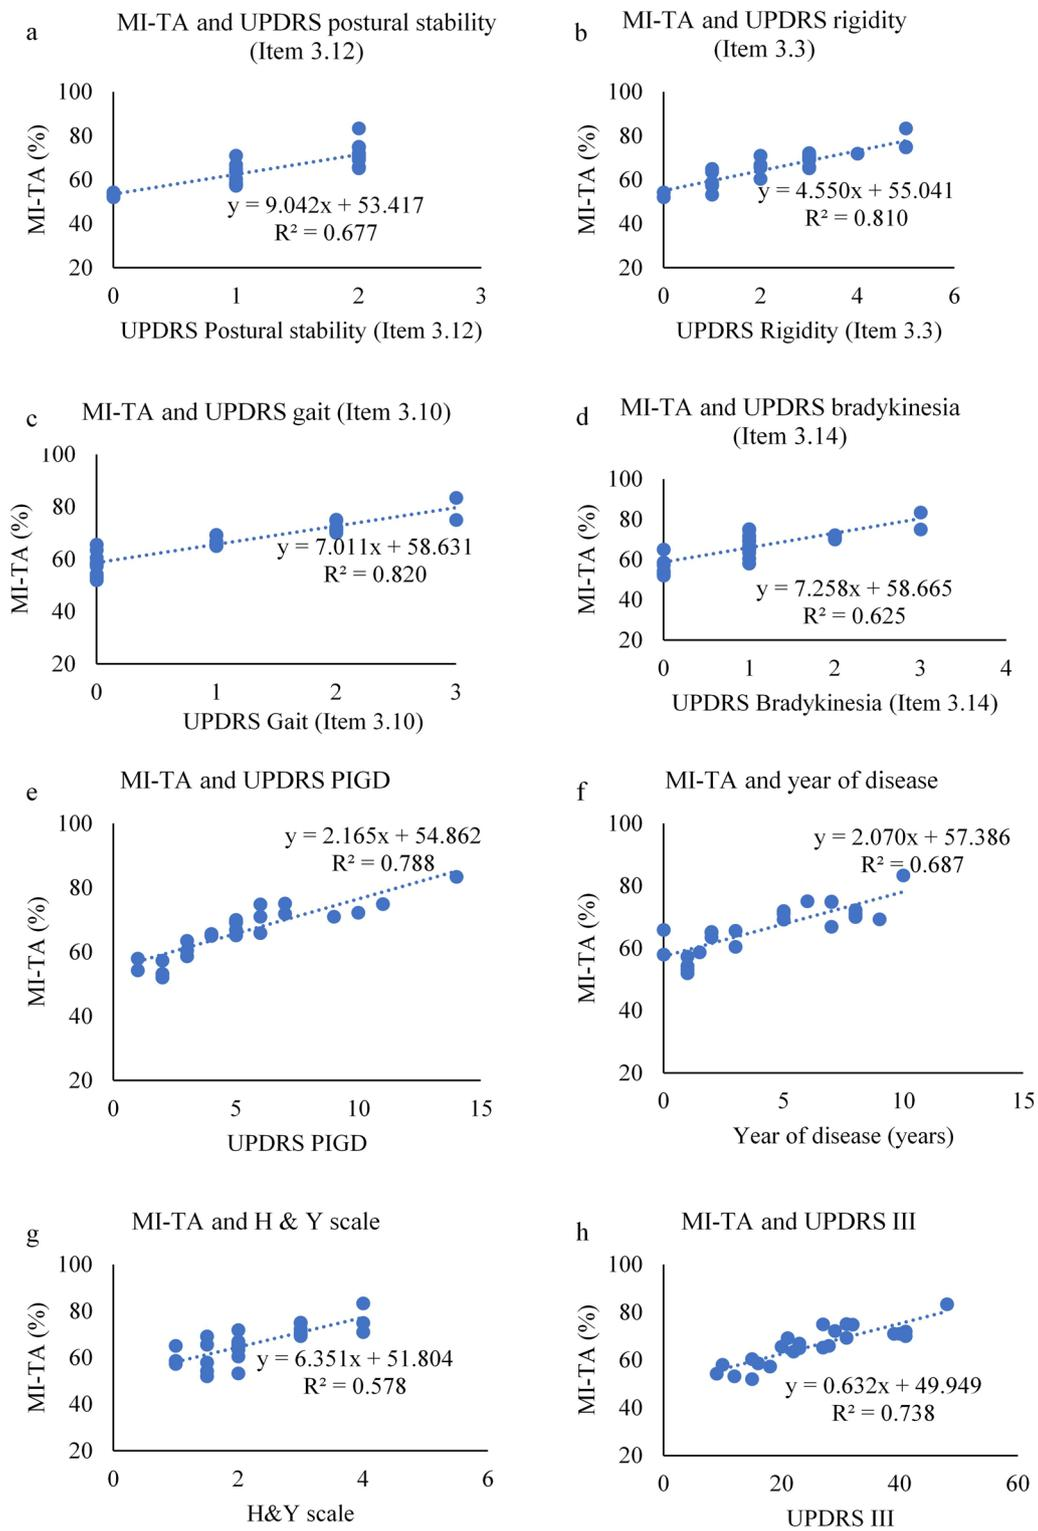 a
MI-TA and UPDRS postural stability
(Item 3.12)
100
80
60
40
20
MI-TA (%)
y = 9.042x + 53.417
R² = 0.677
0 1 2 3
UPDRS Postural stability (Item 3.12)
b
MI-TA and UPDRS rigidity
(Item 3.3)
100
80
60
40
20
MI-TA (%)
y = 4.550x + 55.041
R² = 0.810
0 2 4 6
UPDRS Rigidity (Item 3.3)
c
MI-TA and UPDRS gait (Item 3.10)
100
80
60
40
20
MI-TA (%)
y = 7.011x + 58.631
R² = 0.820
0 1 2 3
UPDRS Gait (Item 3.10)
d
MI-TA and UPDRS bradykinesia
(Item 3.14)
100
80
60
40
20
MI-TA (%)
y = 7.258x + 58.665
R² = 0.625
0 1 2 3 4
UPDRS Bradykinesia (Item 3.14)
e
MI-TA and UPDRS PIGD
100
80
60
40
20
MI-TA (%)
y = 2.165x + 54.862
R² = 0.788
0 5 10 15
UPDRS PIGD
f
MI-TA and year of disease
100
80
60
40
20
MI-TA (%)
y = 2.070x + 57.386
R² = 0.687
0 5 10 15
Year of disease (years)
g
MI-TA and H & Y scale
100
80
60
40
20
MI-TA (%)
y = 6.351x + 51.804
R² = 0.578
0 2 4 6
H&Y scale
h
MI-TA and UPDRS III
100
80
60
40
20
MI-TA (%)
y = 0.632x + 49.949
R² = 0.738
0 20 40 60
UPDRS III